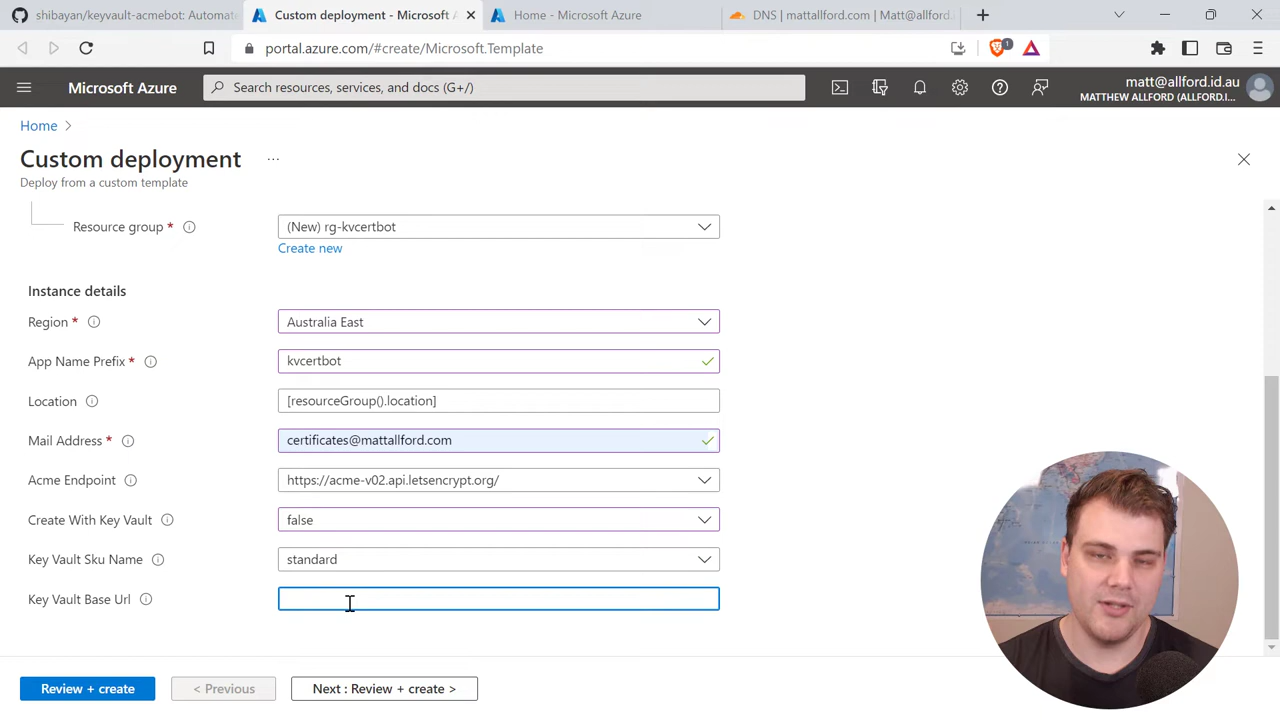 shibayan/keyvault-acmebot: Automate
Custom deployment - Microsoft A
Home - Microsoft Azure
DNS | mattallford.com | Matt@allford.
portal.azure.com/#create/Microsoft.Template
1
Microsoft Azure
Search resources, services, and docs (G+/)
matt@allford.id.au
MATTHEW ALLFORD (ALLFORD.I...
Home >
Custom deployment ...
Deploy from a custom template
Resource group *
(New) rg-kvcertbot
Create new
Instance details
Region *
Australia East
App Name Prefix *
kvcertbot
Location
[resourceGroup().location]
Mail Address *
certificates@mattallford.com
Acme Endpoint
https://acme-v02.api.letsencrypt.org/
Create With Key Vault
false
Key Vault Sku Name
standard
Key Vault Base Url
Review + create
< Previous
Next : Review + create >